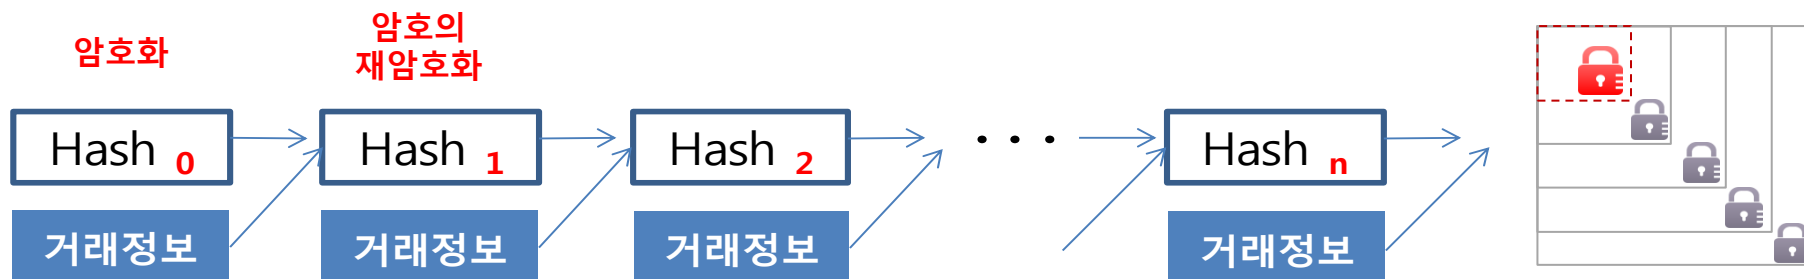 암호화
암호의
재암호화
Hash 0
Hash 1
Hash 2
. . .
Hash n
거래정보
거래정보
거래정보
거래정보